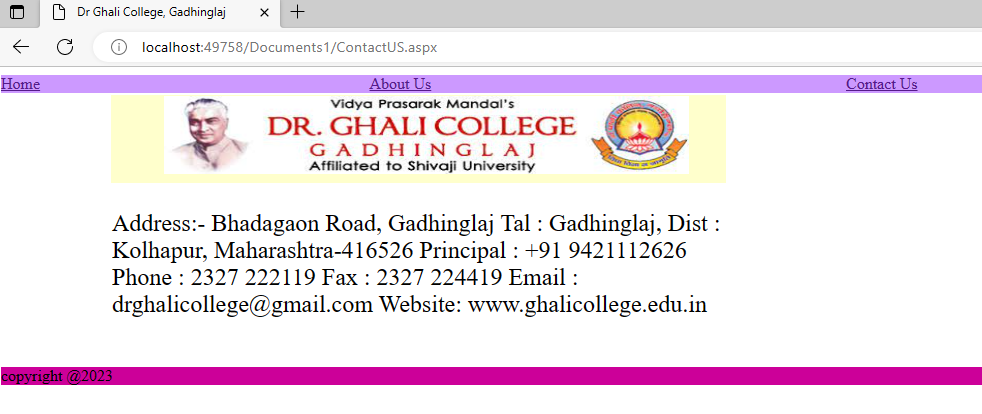 Dr Ghali College, Gadhinglaj
localhost:49758/Documents1/ContactUS.aspx
Home About Us Contact Us
Vidya Prasarak Mandal's
DR. GHALI COLLEGE
GADHINGLAJ
Affiliated to Shivaji University
Address:- Bhadagaon Road, Gadhinglaj Tal : Gadhinglaj, Dist :
Kolhapur, Maharashtra-416526 Principal : +91 9421112626
Phone : 2327 222119 Fax : 2327 224419 Email :
drghalicollege@gmail.com Website: www.ghalicollege.edu.in
copyright @2023